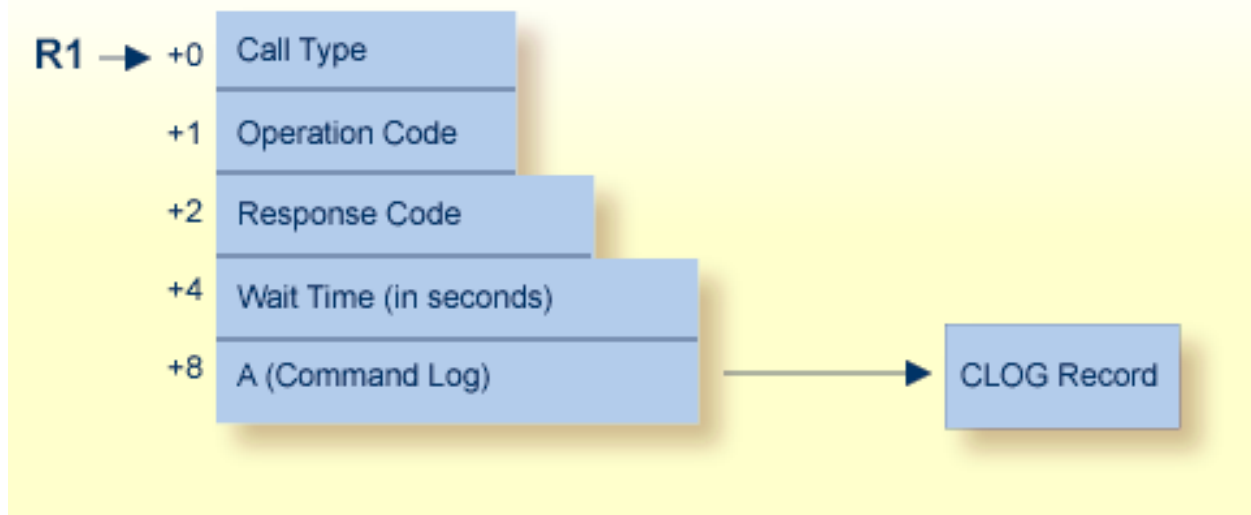 R1 +0 Call Type
+1 Operation Code
+2 Response Code
+4 Wait Time (in seconds)
+8 A (Command Log) CLOG Record